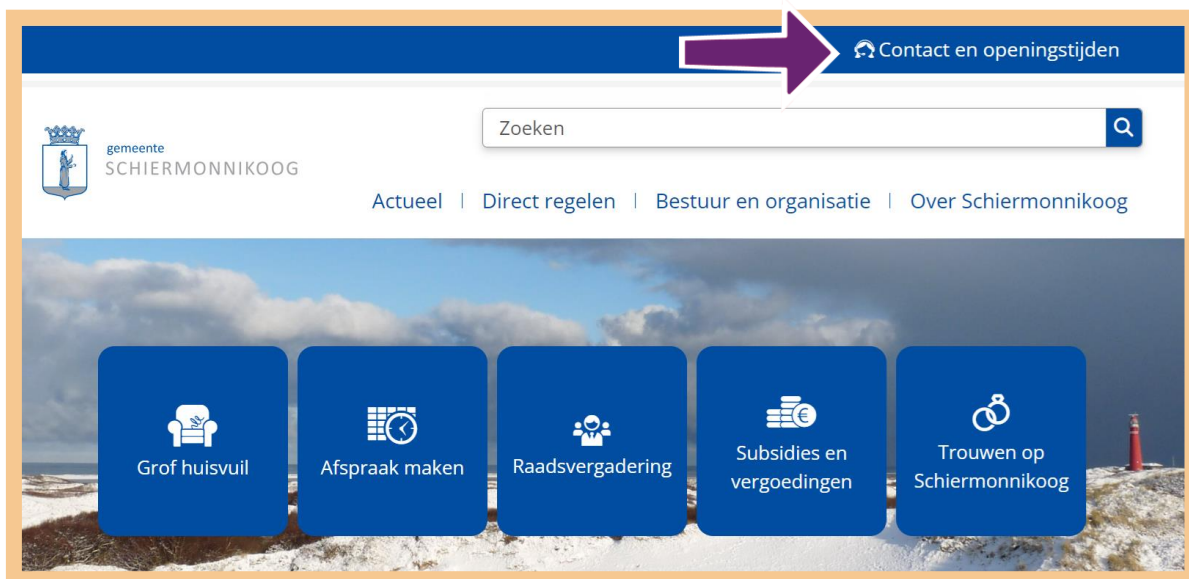 Contact en openingstijden
Zoeken
gemeente
SCHIERMONNIKOOG
Actueel | Direct regelen | Bestuur en organisatie | Over Schiermonnikoog
Grof huisvuil
Afspraak maken
Raadsvergadering
Subsidies en
vergoedingen
Trouwen op
Schiermonnikoog